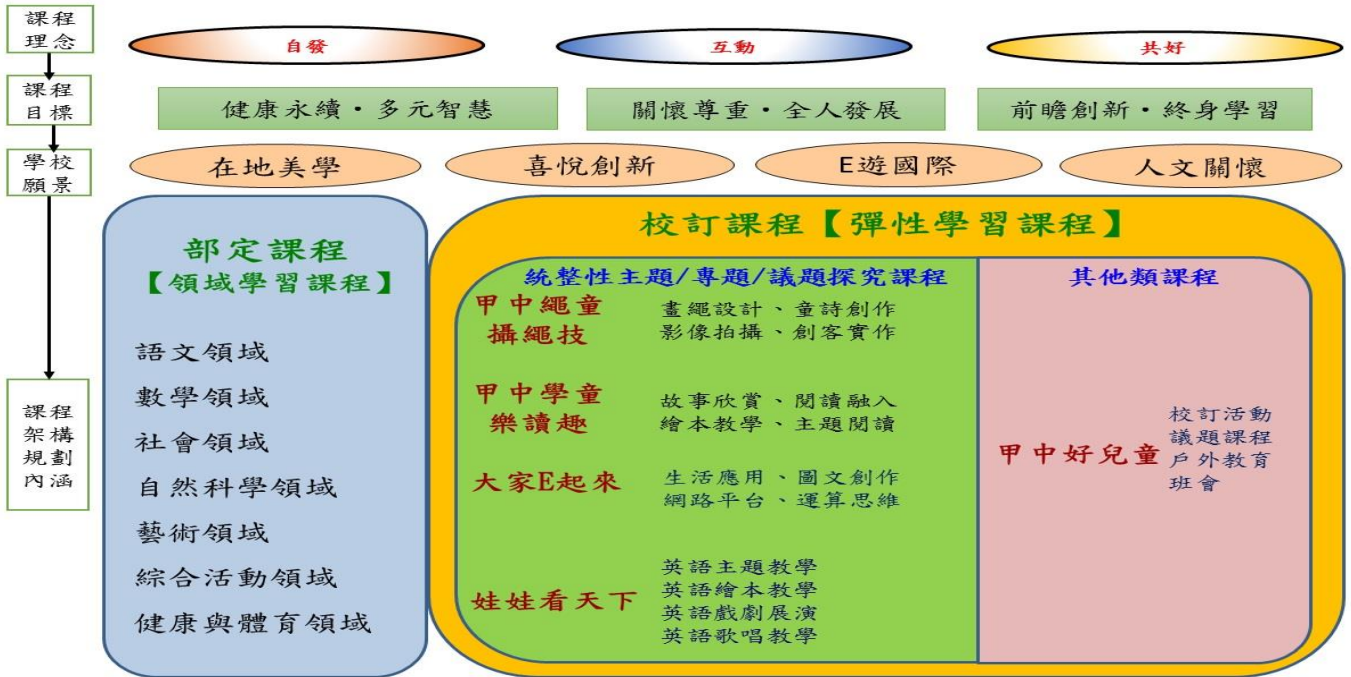 課程
理念
自發
互動
共好
課程
目標
健康永續・多元智慧
關懷尊重・全人發展
前瞻創新・終身學習
學校
願景
在地美學
喜悅創新
E遊國際
人文關懷
課程
架構
規劃
內涵
部定課程
【領域學習課程】
語文領域
數學領域
社會領域
自然科學領域
藝術領域
綜合活動領域
健康與體育領域
校訂課程【彈性學習課程】
統整性主題/專題/議題探究課程
甲中繩童
攝繩技
畫繩設計、童詩創作
影像拍攝、創客實作
甲中學童
樂讀趣
故事欣賞、閱讀融入
繪本教學、主題閱讀
大家E起來
生活應用、圖文創作
網路平台、運算思維
娃娃看天下
英語主題教學
英語繪本教學
英語戲劇展演
英語歌唱教學
其他類課程
甲中好兒童
校訂活動
議題課程
戶外教育
班會